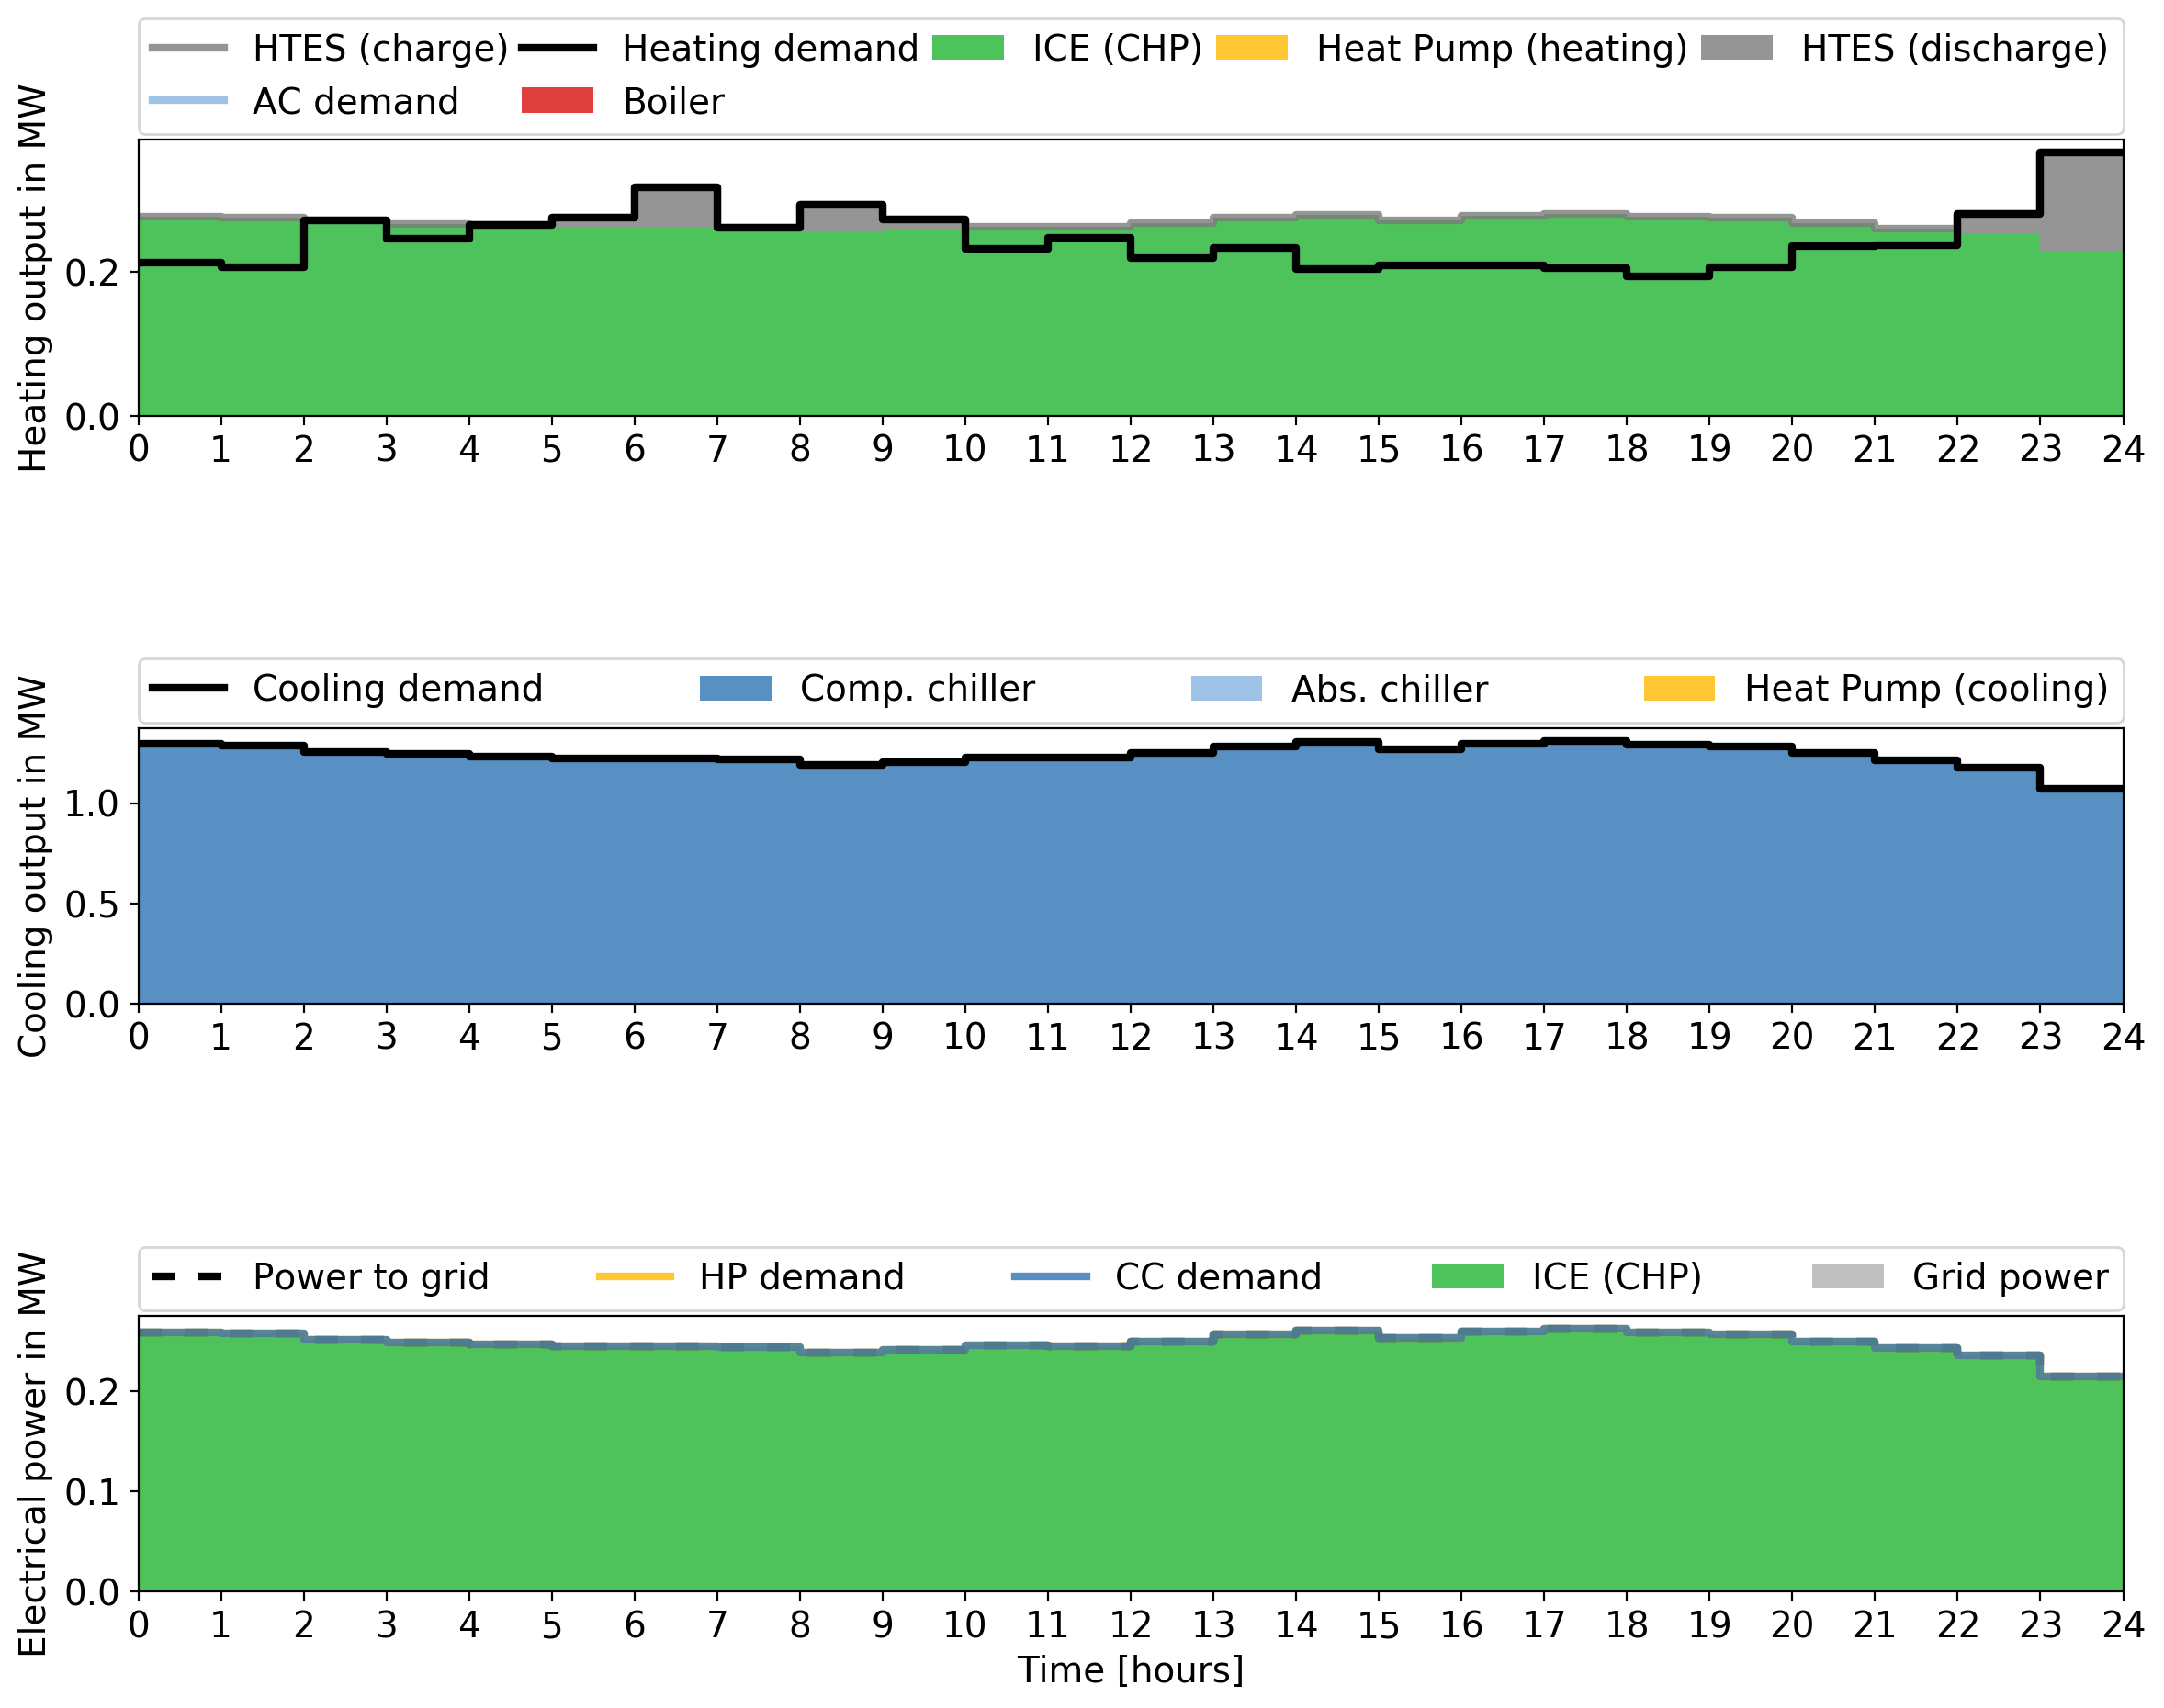 HTES (charge) Heating demand ICE (CHP) Heat Pump (heating) HTES (discharge)
AC demand Boiler
Heating output in MW
0.2
0.0
0 1 2 3 4 5 6 7 8 9 10 11 12 13 14 15 16 17 18 19 20 21 22 23 24
Cooling demand Comp. chiller Abs. chiller Heat Pump (cooling)
Cooling output in MW
1.0
0.5
0.0
0 1 2 3 4 5 6 7 8 9 10 11 12 13 14 15 16 17 18 19 20 21 22 23 24
Power to grid HP demand CC demand ICE (CHP) Grid power
Electrical power in MW
0.2
0.1
0.0
0 1 2 3 4 5 6 7 8 9 10 11 12 13 14 15 16 17 18 19 20 21 22 23 24
Time [hours]